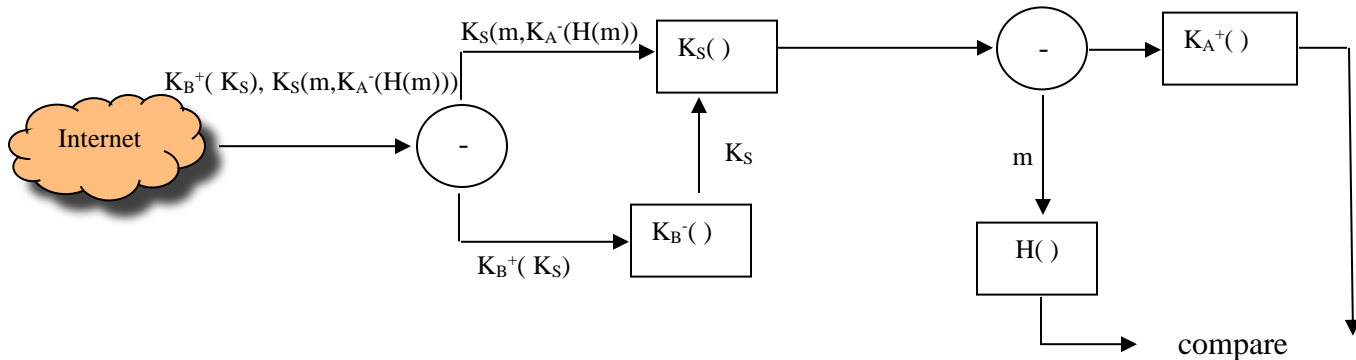 K_S(m,K_A^-(H(m))
K_S( )
-
K_A^+( )
K_B^+( K_S), K_S(m,K_A^-(H(m)))
Internet
-
K_S
m
K_B^-( )
H( )
K_B^+( K_S)
compare